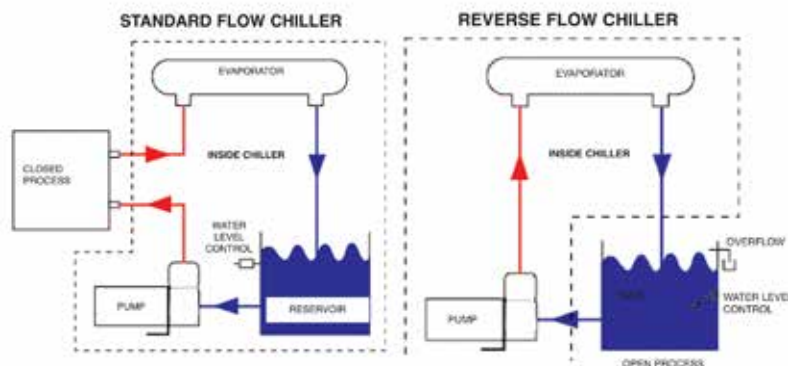 STANDARD FLOW CHILLER
EVAPORATOR
INSIDE CHILLER
CLOSED
PROCESS
WATER
LEVEL
CONTROL
PUMP
RESERVOIR
REVERSE FLOW CHILLER
EVAPORATOR
INSIDE CHILLER
OVERFLOW
WATER LEVEL
CONTROL
PUMP
OPEN PROCESS